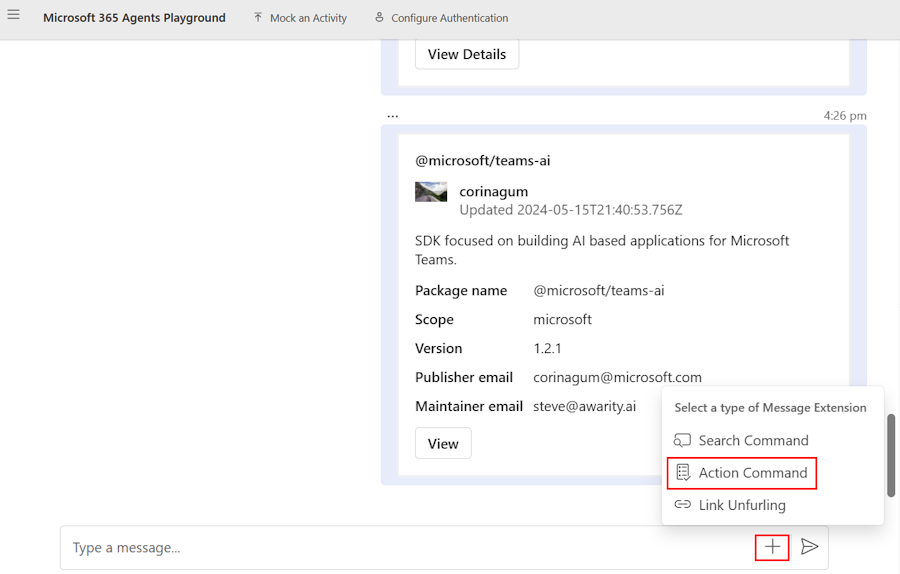 Microsoft 365 Agents Playground Mock an Activity Configure Authentication
View Details
... 4:26 pm
@microsoft/teams-ai
corinagum
Updated 2024-05-15T21:40:53.756Z
SDK focused on building AI based applications for Microsoft
Teams.
Package name @microsoft/teams-ai
Scope microsoft
Version 1.2.1
Publisher email corinagum@microsoft.com
Maintainer email steve@awarity.ai
View
Select a type of Message Extension
Search Command
Action Command
Link Unfurling
Type a message...